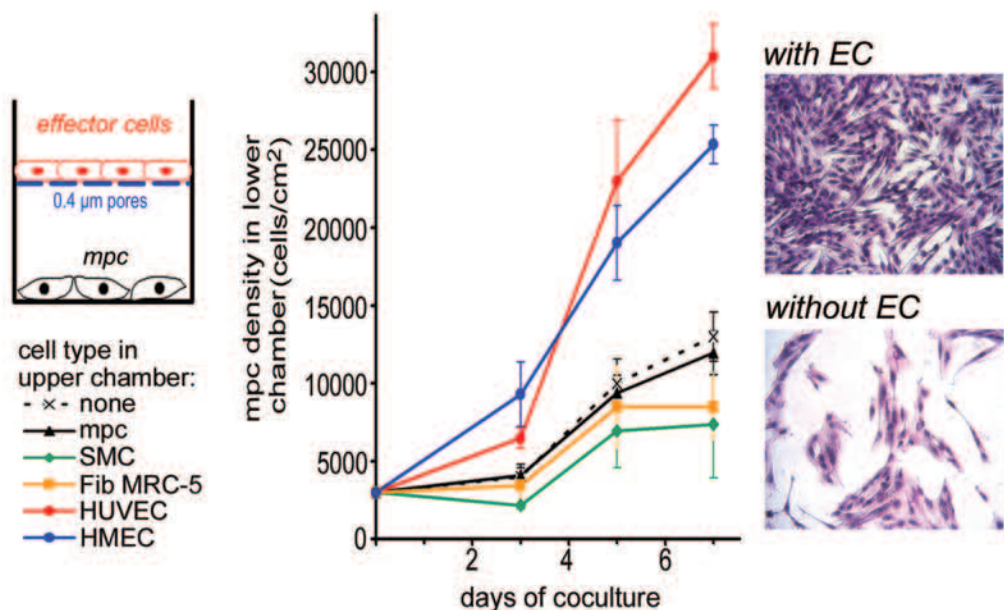 effector cells
0.4 µm pores
mpc
cell type in
upper chamber:
none
mpc
SMC
Fib MRC-5
HUVEC
HMEC
mpc density in lower
chamber(cells/cm²)
30000
25000
20000
15000
10000
5000
0
2
4
6
days of coculture
with EC
without EC